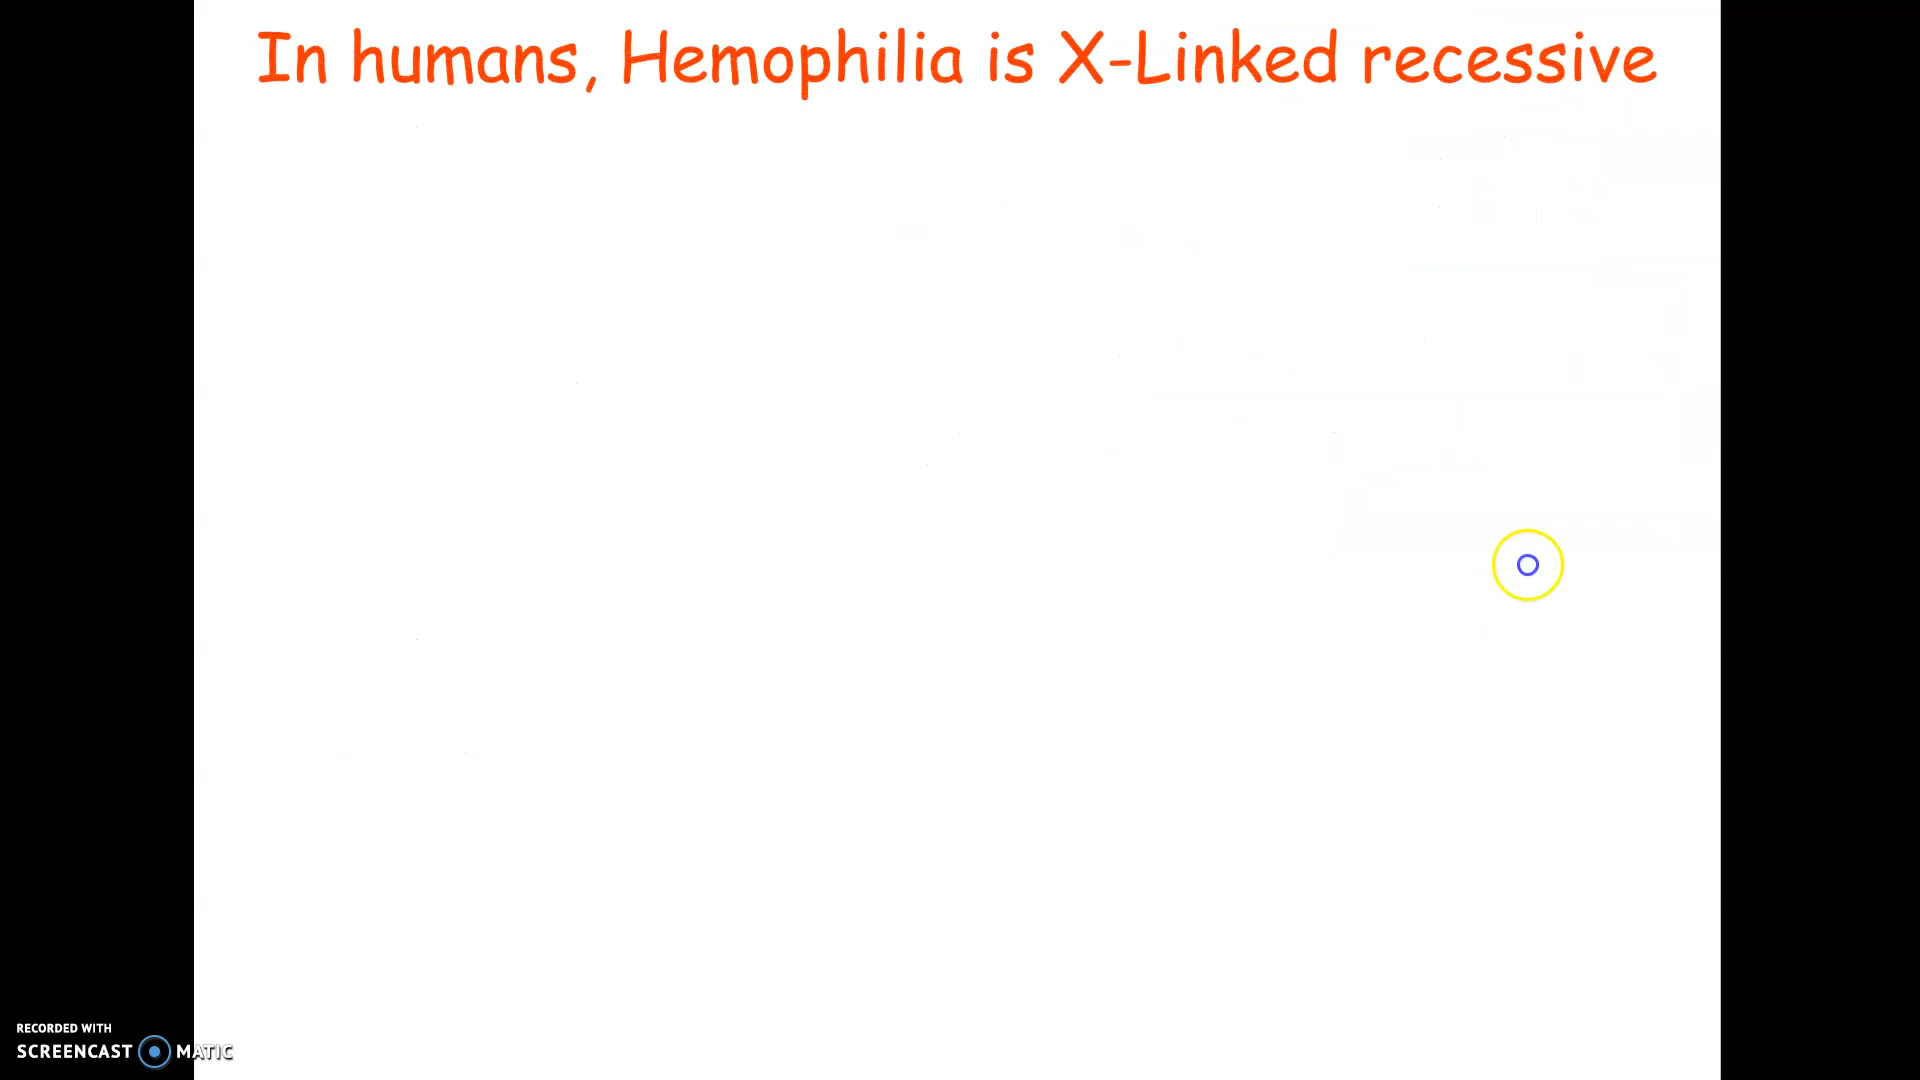 In humans, Hemophilia is X-Linked recessive
RECORDED WITH
SCREENCAST MATIC